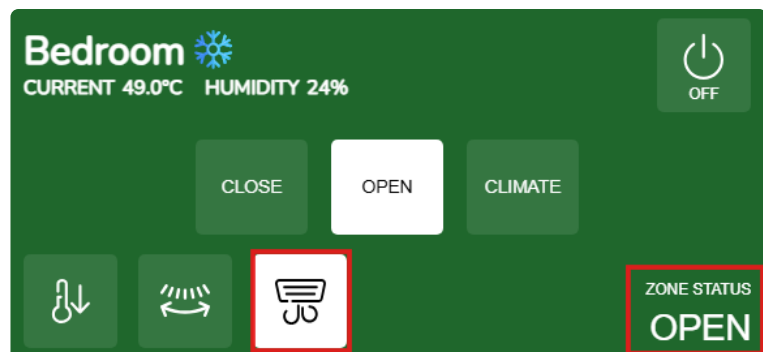 Bedroom
CURRENT 49.0°C HUMIDITY 24%
OFF
CLOSE OPEN CLIMATE
ZONE STATUS
OPEN